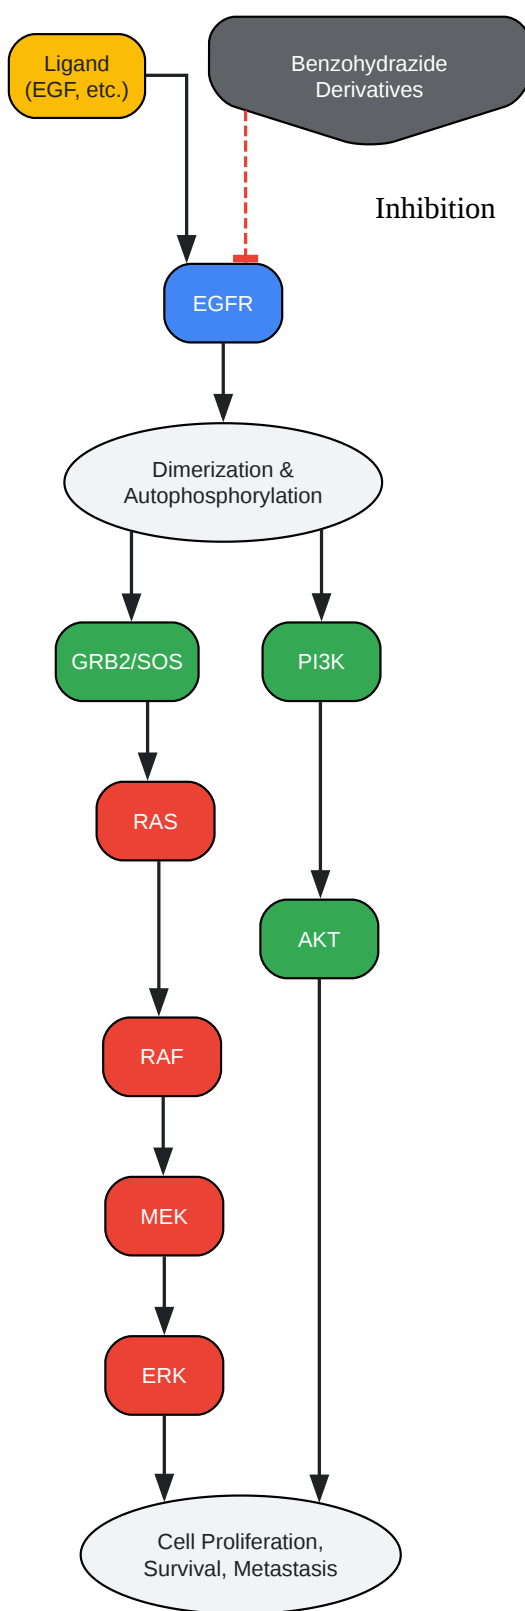 Ligand
(EGF, etc.)
Benzohydrazide
Derivatives
Inhibition
EGFR
Dimerization &
Autophosphorylation
GRB2/SOS
PI3K
RAS
AKT
RAF
MEK
ERK
Cell Proliferation,
Survival, Metastasis